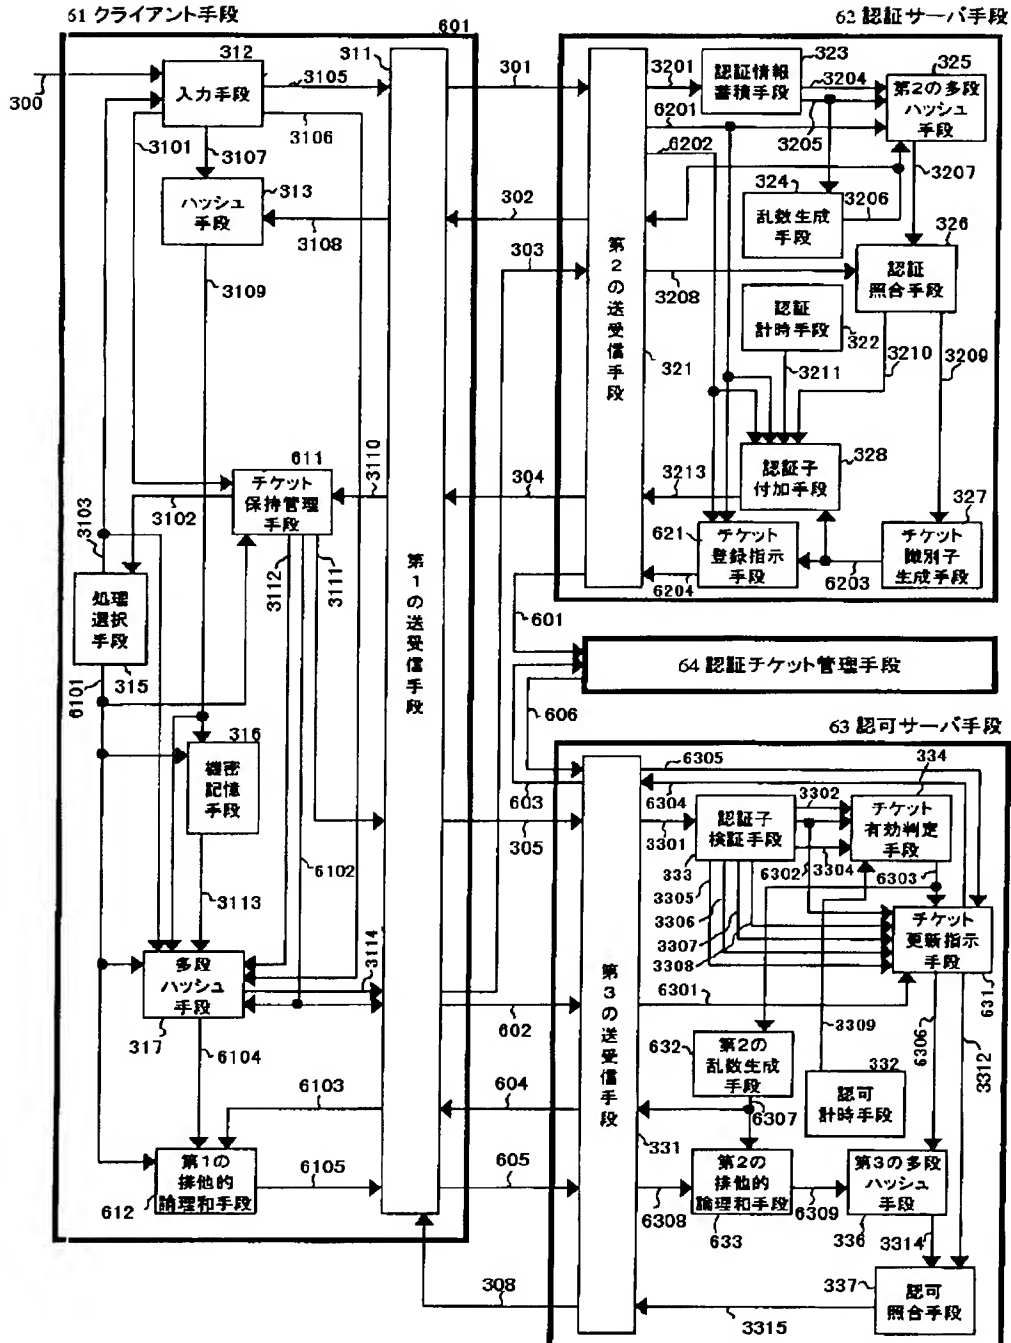 61 クライアント手段
601
311
312
入力手段
300
3105
3106
3101
3107
313
ハッシュ
手段
3108
3109
3110
611
チケット
保持管理
手段
3103
3102
3112
3111
処理
選択
手段
315
6101
316
機密
記憶
手段
6102
3113
3114
多段
ハッシュ
手段
317
6104
6103
第1の
排他的
論理和手段
612
6105
第1の送受信手段
301
302
303
304
305
602
604
605
308
62 認証サーバ手段
3201
323
認証情報
蓄積手段
3204
325
第2の多段
ハッシュ
手段
6201
6202
3205
3207
324
乱数生成
手段
3206
326
認証
照合手段
3208
認証
計時手段
322
3210
3209
321
3211
第2の送受信手段
3213
認証子
付加手段
328
327
621
チケット
登録指示
手段
チケット
識別子
生成手段
6203
6204
601
64 認証チケット管理手段
606
603
63 認可サーバ手段
6305
6304
3302
334
認証子
検証手段
チケット
有効判定
手段
3301
333
6302
3304
6303
3305
3306
3307
3308
チケット
更新指示
手段
631
6301
3309
6306
3312
第3の送受信手段
632
第2の
乱数生成
手段
332
認可
計時手段
6307
331
第2の
排他的
論理和手段
第3の多段
ハッシュ
手段
6308
633
6309
336
3314
337
認可
照合手段
3315